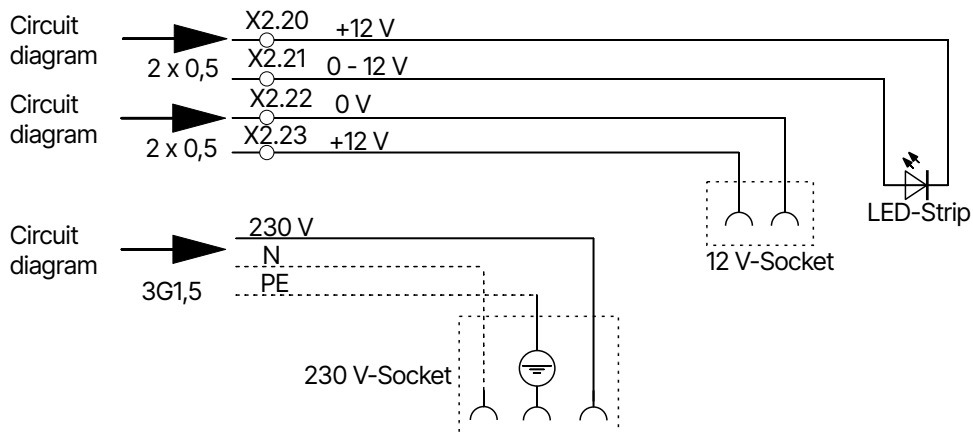 Circuit
diagram
2 x 0,5
X2.20
+12 V
X2.21
0 - 12 V
Circuit
diagram
2 x 0,5
X2.22
0 V
X2.23
+12 V
LED-Strip
12 V-Socket
Circuit
diagram
3G1,5
230 V
N
PE
230 V-Socket